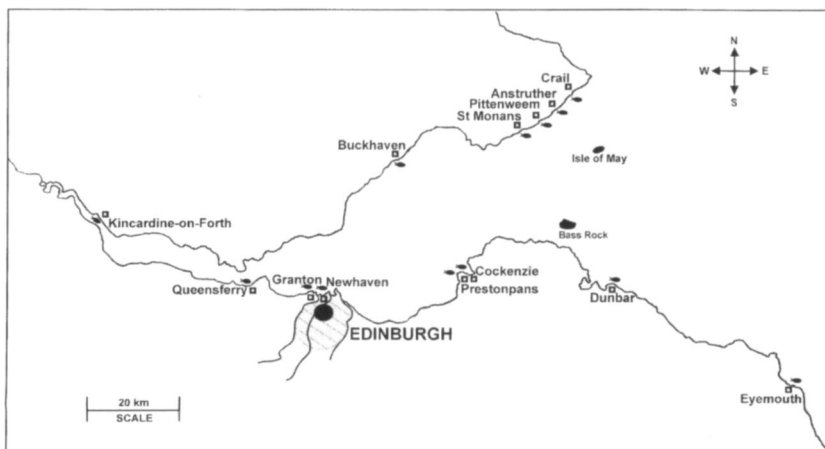 N
W E
S
Crail
Anstruther
Pittenweem
St Monans
Buckhaven
Isle of May
Kincardine-on-Forth
Bass Rock
Granton Newhaven
Cockenzie
Queensferry
Prestonpans
Dunbar
EDINBURGH
20 km
SCALE
Eyemouth